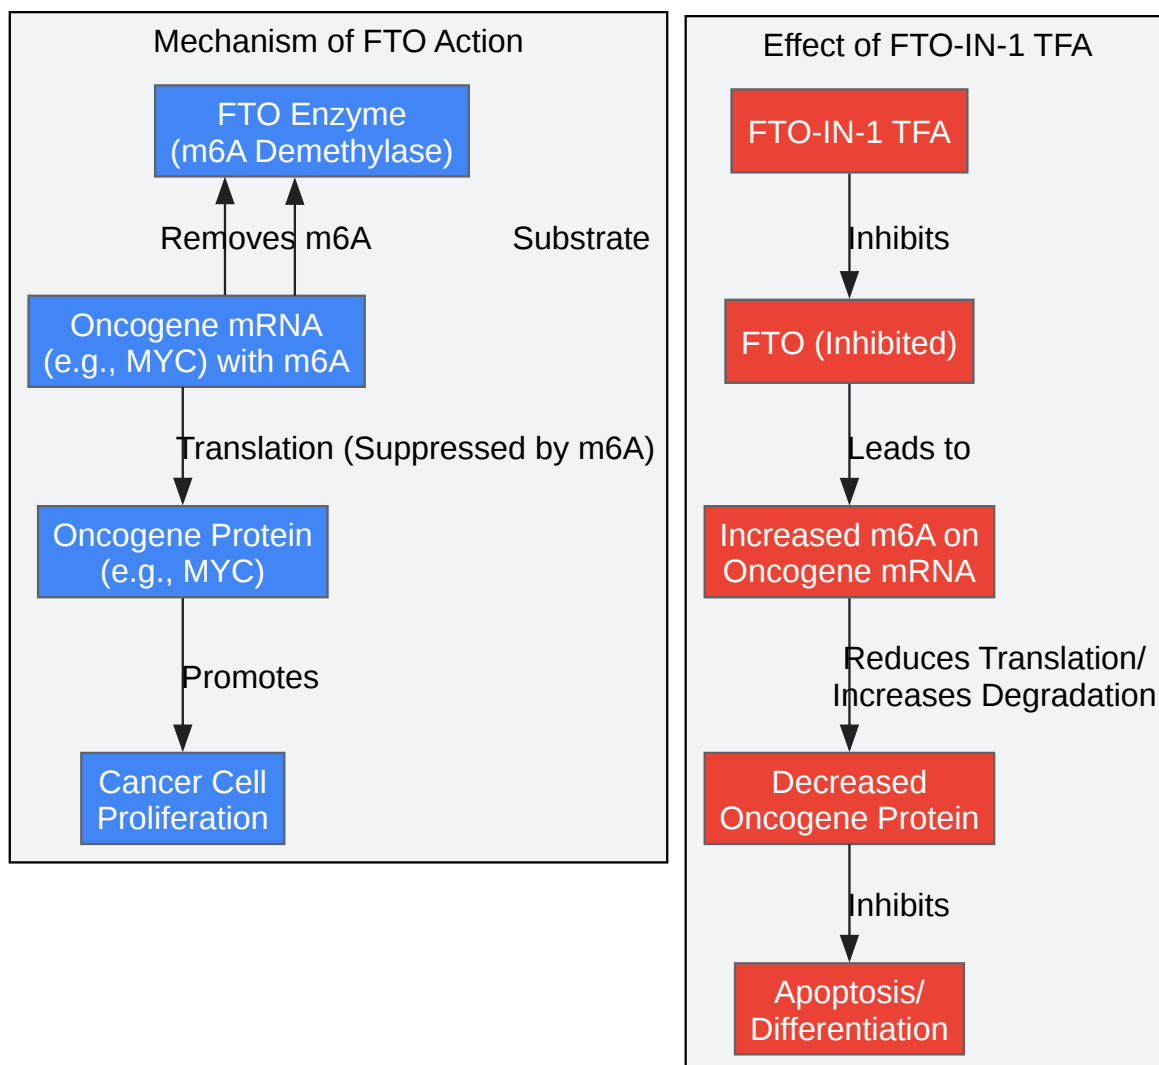 Mechanism of FTO Action
FTO Enzyme
(m6A Demethylase)
Removes m6A
Substrate
Oncogene mRNA
(e.g., MYC) with m6A
Translation (Suppressed by m6A)
Oncogene Protein
(e.g., MYC)
Promotes
Cancer Cell
Proliferation
Effect of FTO-IN-1 TFA
FTO-IN-1 TFA
Inhibits
FTO (Inhibited)
Leads to
Increased m6A on
Oncogene mRNA
Reduces Translation/
Increases Degradation
Decreased
Oncogene Protein
Inhibits
Apoptosis/
Differentiation